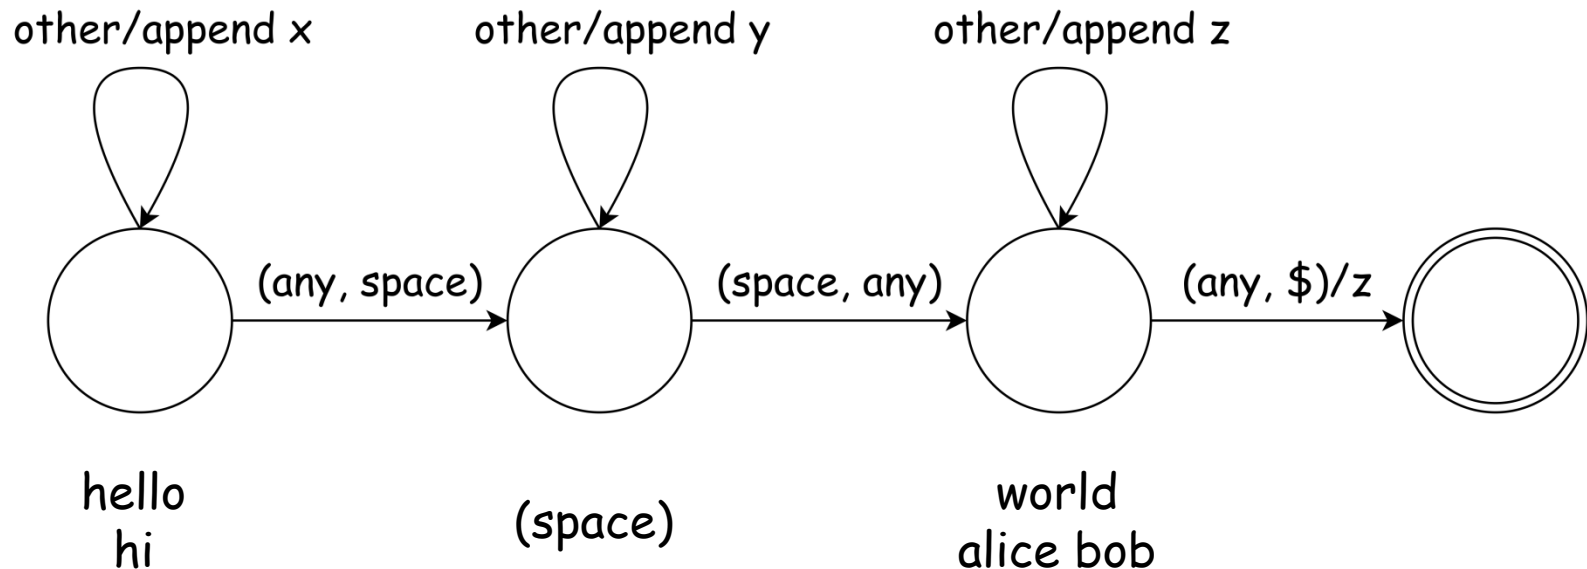 other/append x
other/append y
other/append z
(any, space)
(space, any)
(any, $)/z
hello
hi
(space)
world
alice bob